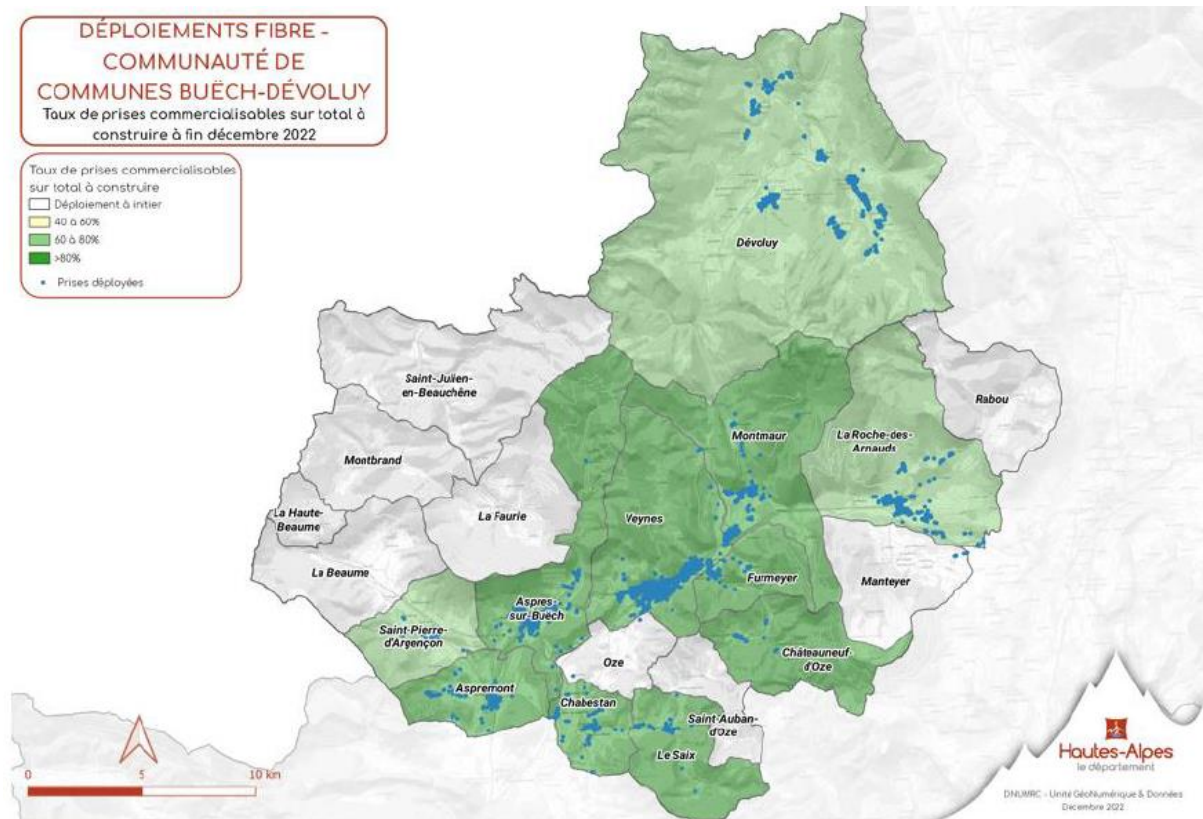 DÉPLOIEMENTS FIBRE -
COMMUNAUTÉ DE
COMMUNES BUËCH-DÉVOLUY
Taux de prises commercialisables sur total à
construire à fin décembre 2022
Taux de prises commercialisables
sur total à construire
Déploiement à initier
40 à 60%
60 à 80%
>80%
Prises déployées
Dévoluy
Saint-Julien-
en-Beauchêne
Rabou
Montmaur
La Roche-des-
Arnauds
Montbrand
La Haute-
Beaume
La Faurie
Veynes
La Beaume
Furmeyer
Manteyer
Aspres-
sur-Buëch
Saint-Pierre-
d'Argençon
Oze
Châteauneuf-
d'Oze
Aspremont
Chabestan
Saint-Auban-
d'Oze
Le Saix
0 5 10 km
Hautes-Alpes
le département
DNUMRC - Unité GéoNumérique & Données
Décembre 2022